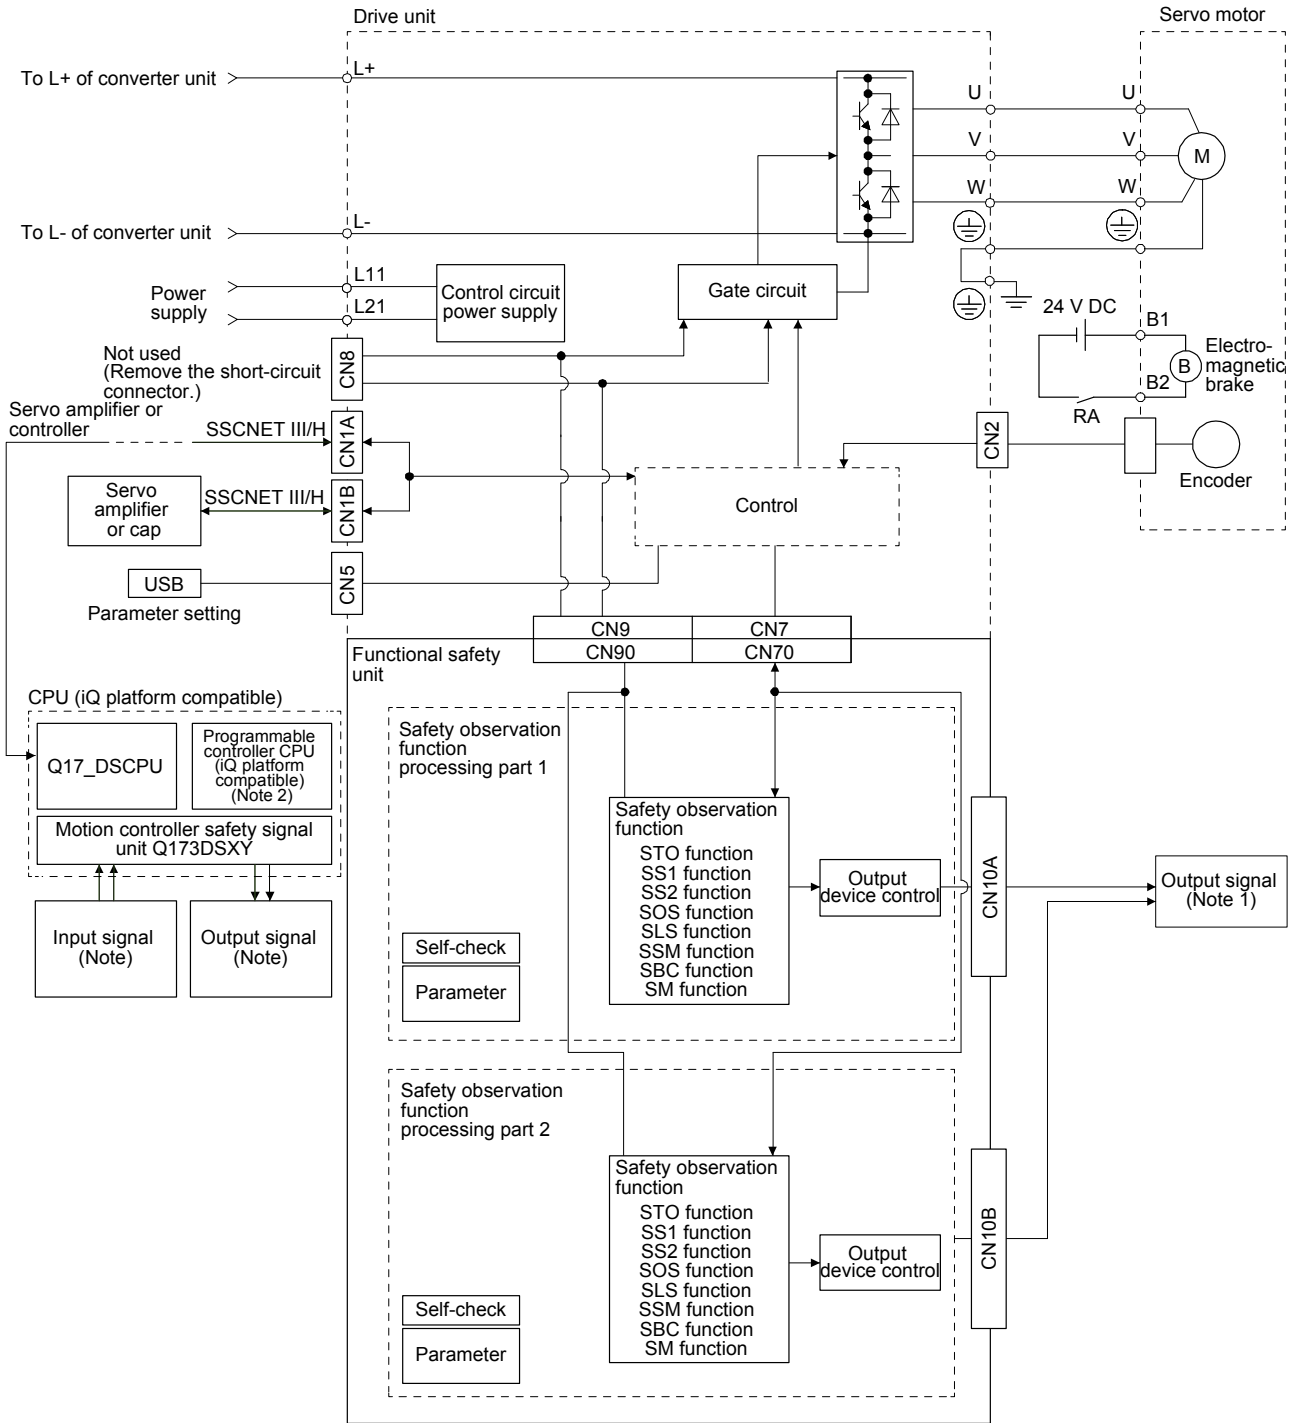 Drive unit
Servo motor
To L+ of converter unit
L+
U
U
V
V
M
W
W
To L- of converter unit
L-
Power
supply
L11
L21
Control circuit
power supply
Gate circuit
24 V DC
B1
B
B2
RA
Electro-
magnetic
brake
Not used
(Remove the short-circuit
connector.)
CN8
Servo amplifier or
controller
SSCNET III/H
CN1A
CN2
Encoder
Servo
amplifier
or cap
SSCNET III/H
CN1B
Control
USB
CN5
Parameter setting
CN9
CN7
CN90
CN70
Functional safety
unit
CPU (iQ platform compatible)
Q17_DSCPU
Programmable
controller CPU
(iQ platform
compatible)
(Note 2)
Motion controller safety signal
unit Q173DSXY
Input signal
(Note)
Output signal
(Note)
Safety observation
function
processing part 1
Safety observation
function
STO function
SS1 function
SS2 function
SOS function
SLS function
SSM function
SBC function
SM function
Output
device control
CN10A
Output signal
(Note 1)
Self-check
Parameter
Safety observation
function
processing part 2
Safety observation
function
STO function
SS1 function
SS2 function
SOS function
SLS function
SSM function
SBC function
SM function
Output
device control
CN10B
Self-check
Parameter